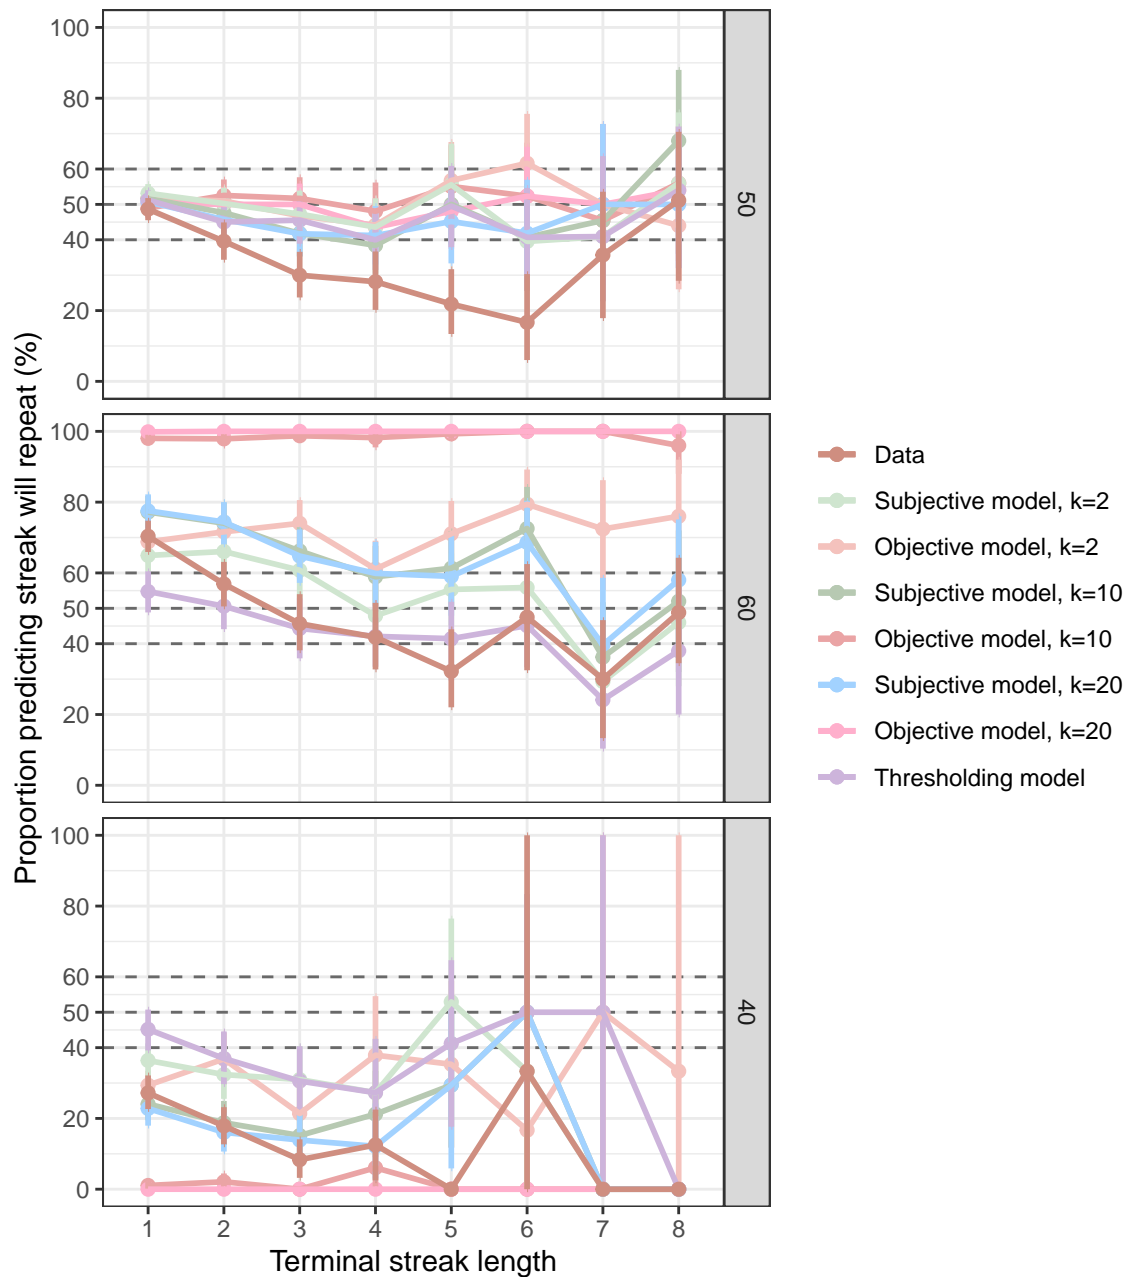 Proportion predicting streak will repeat (%)
100
80
60
50
40
20
0
50
100
80
60
50
40
20
0
60
100
80
60
50
40
20
0
40
1 2 3 4 5 6 7 8
Terminal streak length
Data
Subjective model, k=2
Objective model, k=2
Subjective model, k=10
Objective model, k=10
Subjective model, k=20
Objective model, k=20
Thresholding model